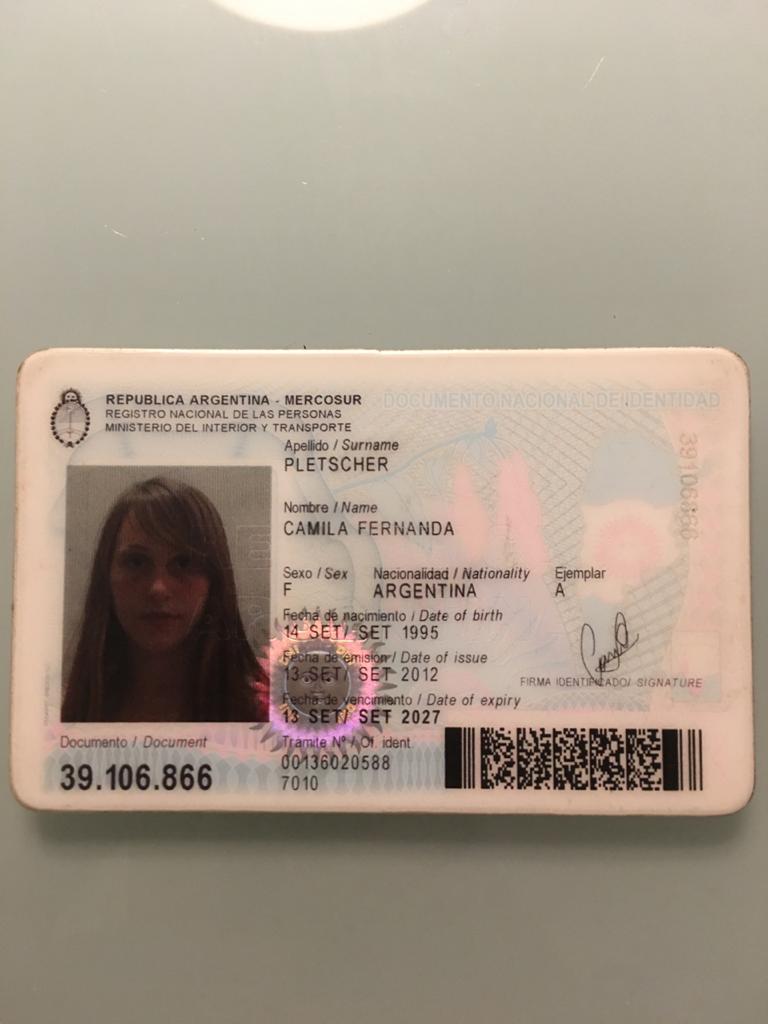 REPUBLICA ARGENTINA - MERCOSUR
REGISTRO NACIONAL DE LAS PERSONAS
MINISTERIO DEL INTERIOR Y TRANSPORTE
DOCUMENTO NACIONAL DE IDENTIDAD
Apellido / Surname
PLETSCHER
Nombre / Name
CAMILA FERNANDA
Sexo / Sex Nacionalidad / Nationality Ejemplar
F ARGENTINA A
Fecha de nacimiento / Date of birth
14 SET/ SET 1995
Fecha de emisión / Date of issue
13 SET/ SET 2012
Fecha de vencimiento / Date of expiry
13 SET/ SET 2027
FIRMA IDENTIFICADO/ SIGNATURE
39106866
Documento / Document
39.106.866
Tramite Nº / Of. ident.
00136020588
7010